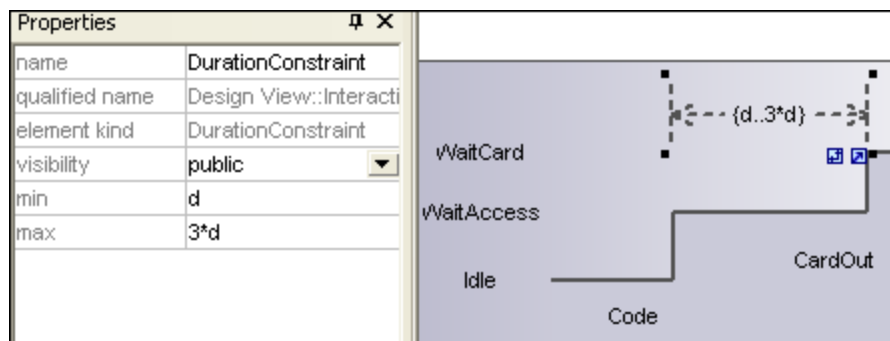 Properties
name DurationConstraint
qualified name Design View::Interacti
element kind DurationConstraint
visibility public
min d
max 3*d
{d..3*d}
WaitCard
WaitAccess
CardOut
Idle
Code